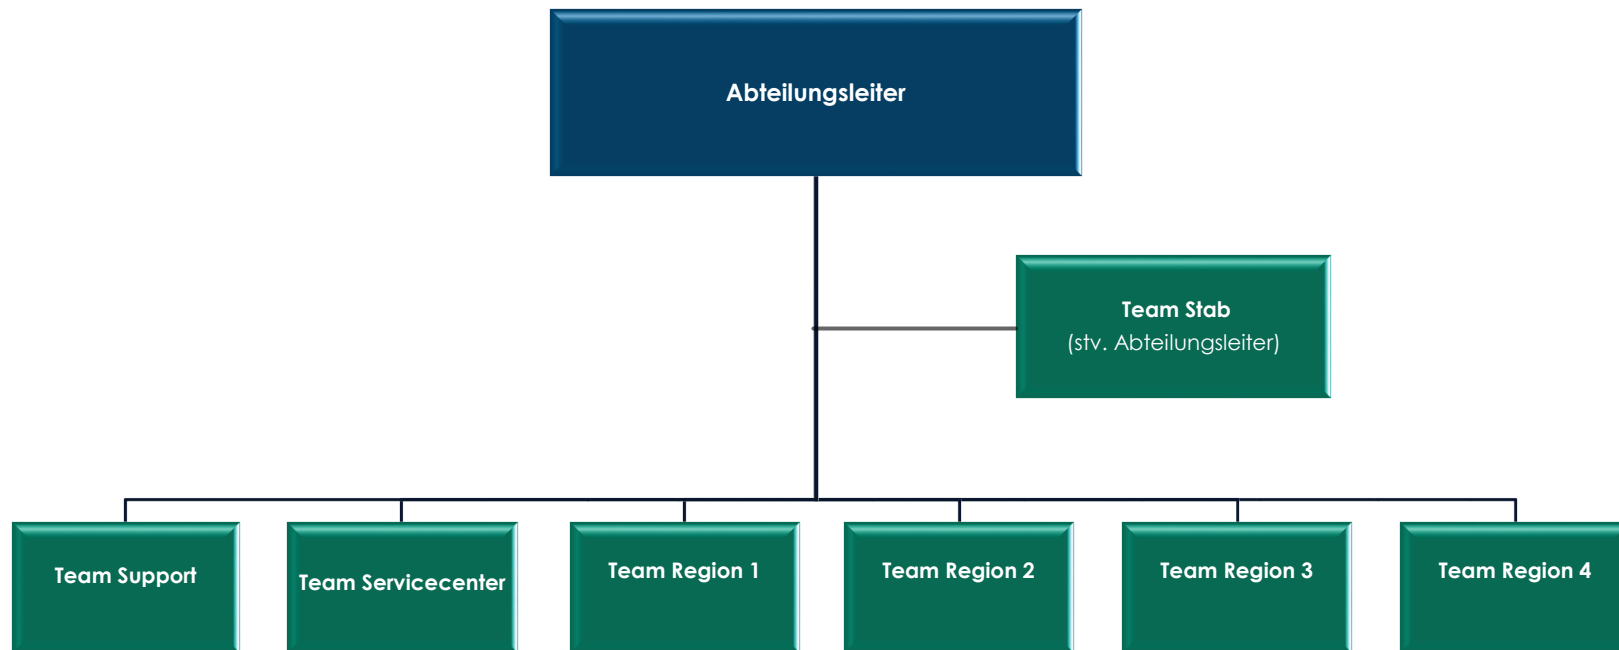 Abteilungsleiter
Team Stab
(stv. Abteilungsleiter)
Team Support
Team Servicecenter
Team Region 1
Team Region 2
Team Region 3
Team Region 4